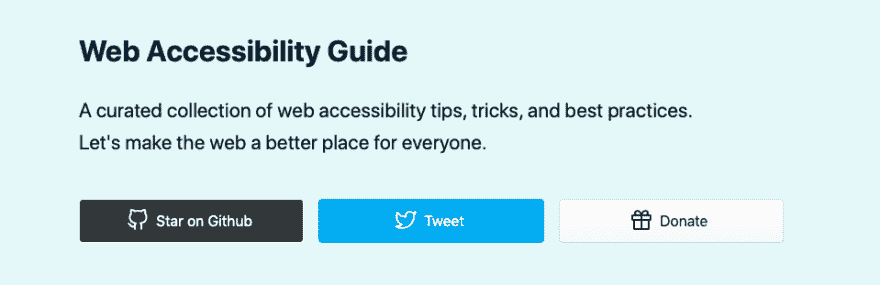 Web Accessibility Guide
A curated collection of web accessibility tips, tricks, and best practices.
Let's make the web a better place for everyone.
Star on Github
Tweet
Donate